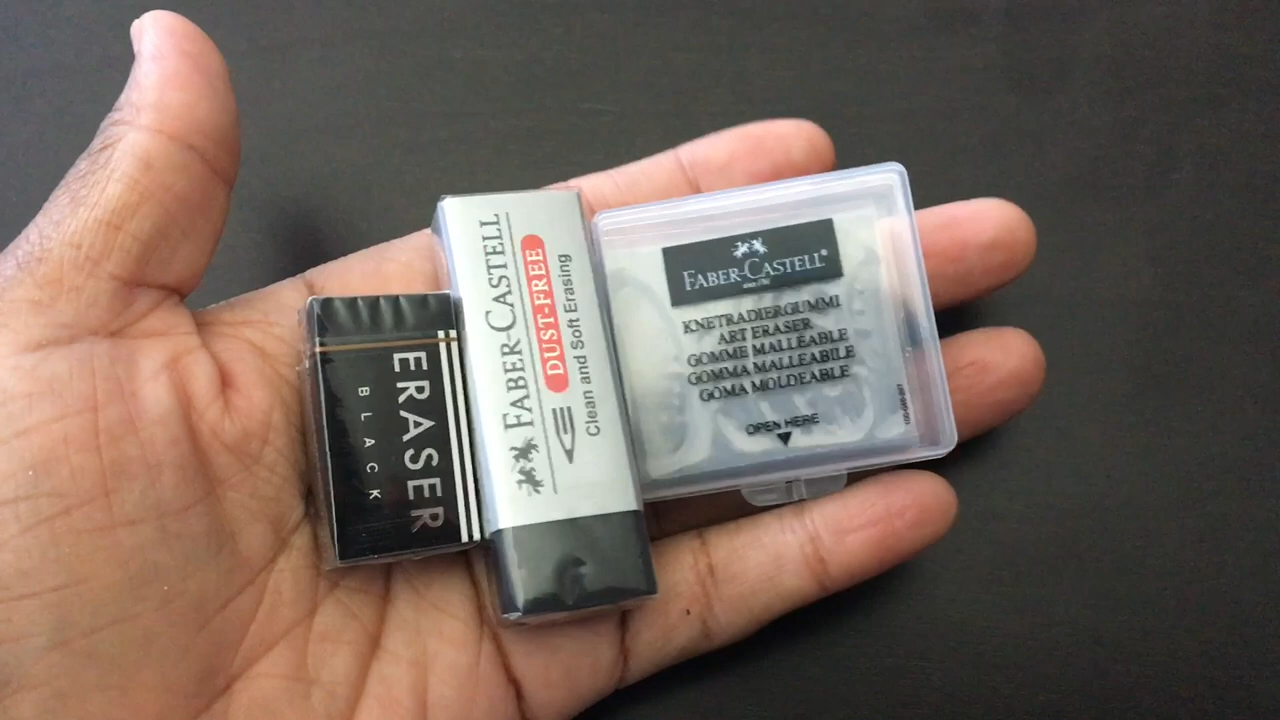 ERASER
BLACK
FABER-CASTELL
DUST-FREE
Clean and Soft Erasing
FABER-CASTELL®
KNETRADIERGUMMI
ART ERASER
GOMME MALLÉABLE
GOMMA MALLEABILE
GOMA MOLDEABLE
OPEN HERE